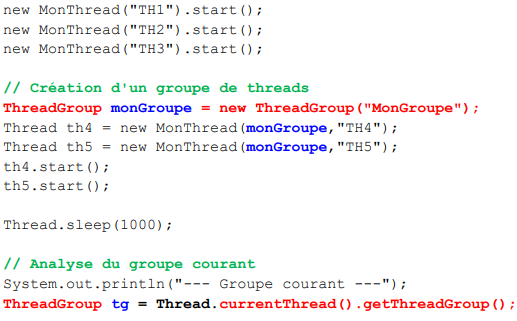 new MonThread("TH1").start();
new MonThread("TH2").start();
new MonThread("TH3").start();
// Création d'un groupe de threads
ThreadGroup monGroupe = new ThreadGroup("MonGroupe");
Thread th4 = new MonThread(monGroupe,"TH4");
Thread th5 = new MonThread(monGroupe,"TH5");
th4.start();
th5.start();
Thread.sleep(1000);
// Analyse du groupe courant
System.out.println("--- Groupe courant ---");
ThreadGroup tg = Thread.currentThread().getThreadGroup();